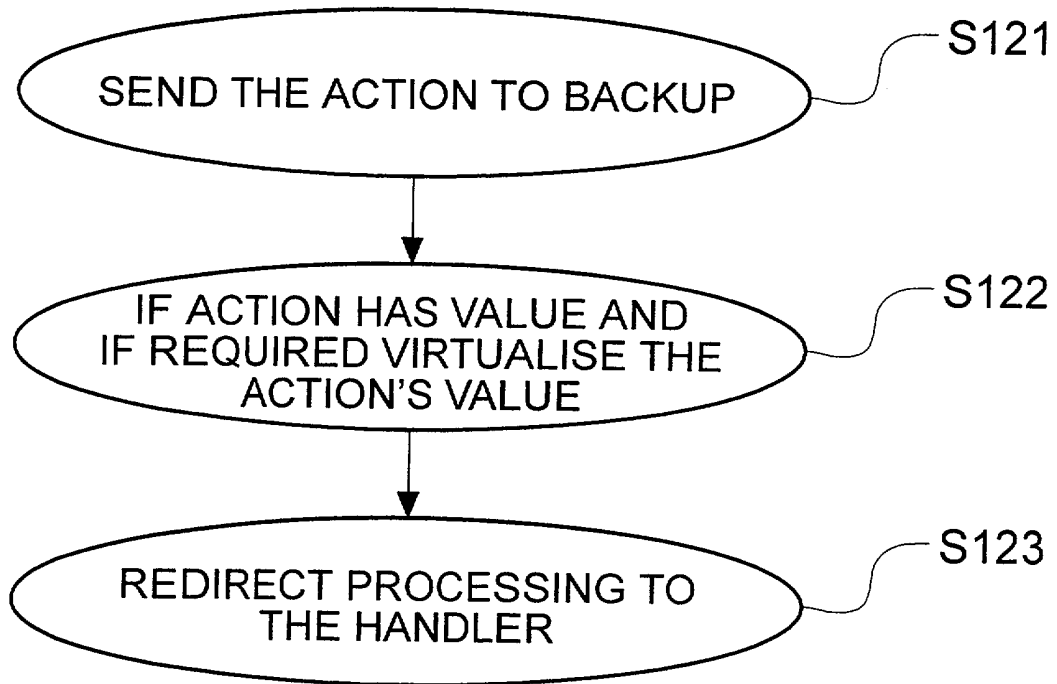 S121
SEND THE ACTION TO BACKUP
S122
IF ACTION HAS VALUE AND
IF REQUIRED VIRTUALISE THE
ACTION'S VALUE
S123
REDIRECT PROCESSING TO
THE HANDLER